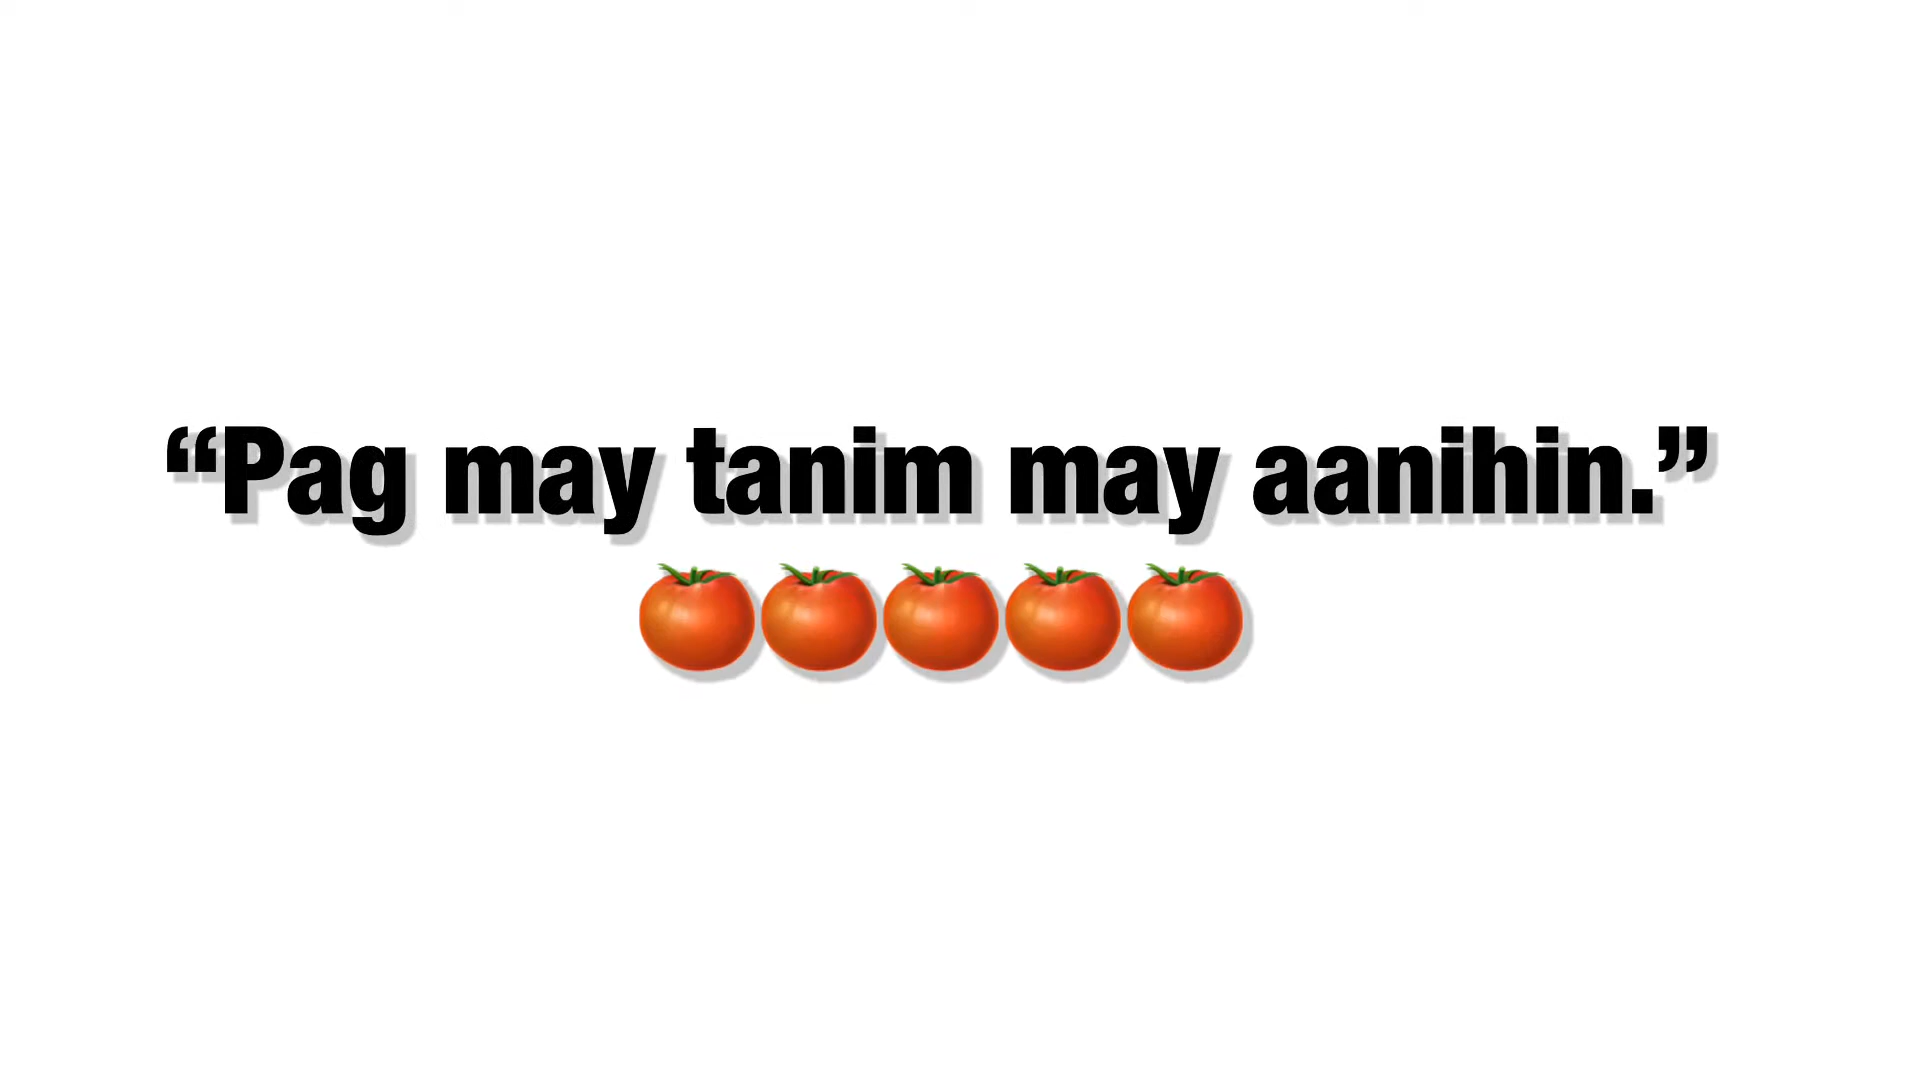 “Pag may tanim may aanihin.”
🍅🍅🍅🍅🍅